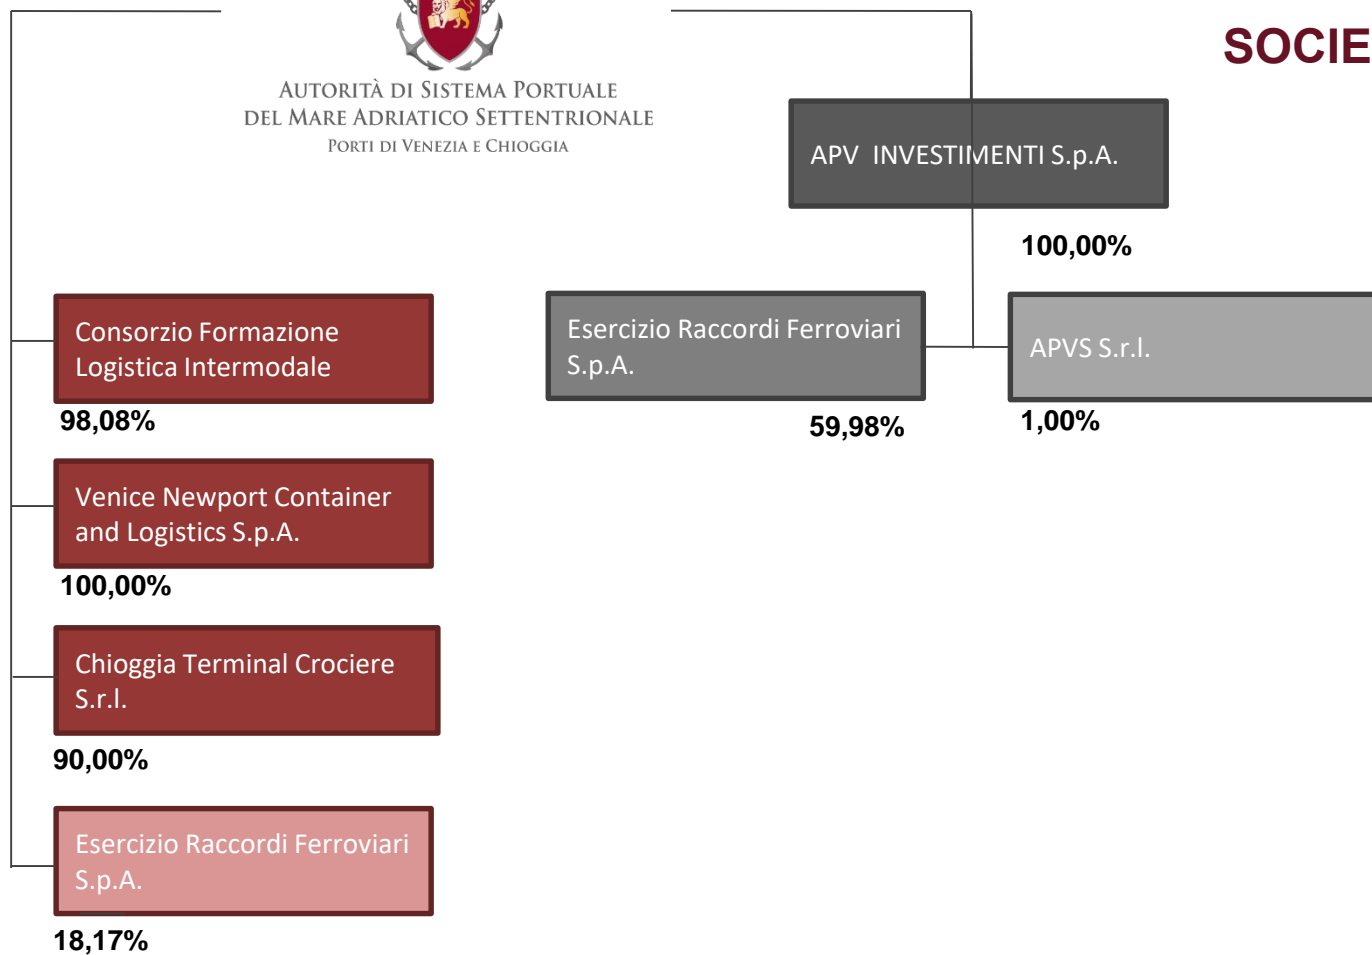 SOCIE
AUTORITÀ DI SISTEMA PORTUALE
DEL MARE ADRIATICO SETTENTRIONALE
PORTI DI VENEZIA E CHIOGGIA
APV INVESTIMENTI S.p.A.
100,00%
Consorzio Formazione
Logistica Intermodale
98,08%
Venice Newport Container
and Logistics S.p.A.
100,00%
Chioggia Terminal Crociere
S.r.l.
90,00%
Esercizio Raccordi Ferroviari
S.p.A.
18,17%
Esercizio Raccordi Ferroviari
S.p.A.
59,98%
APVS S.r.l.
1,00%